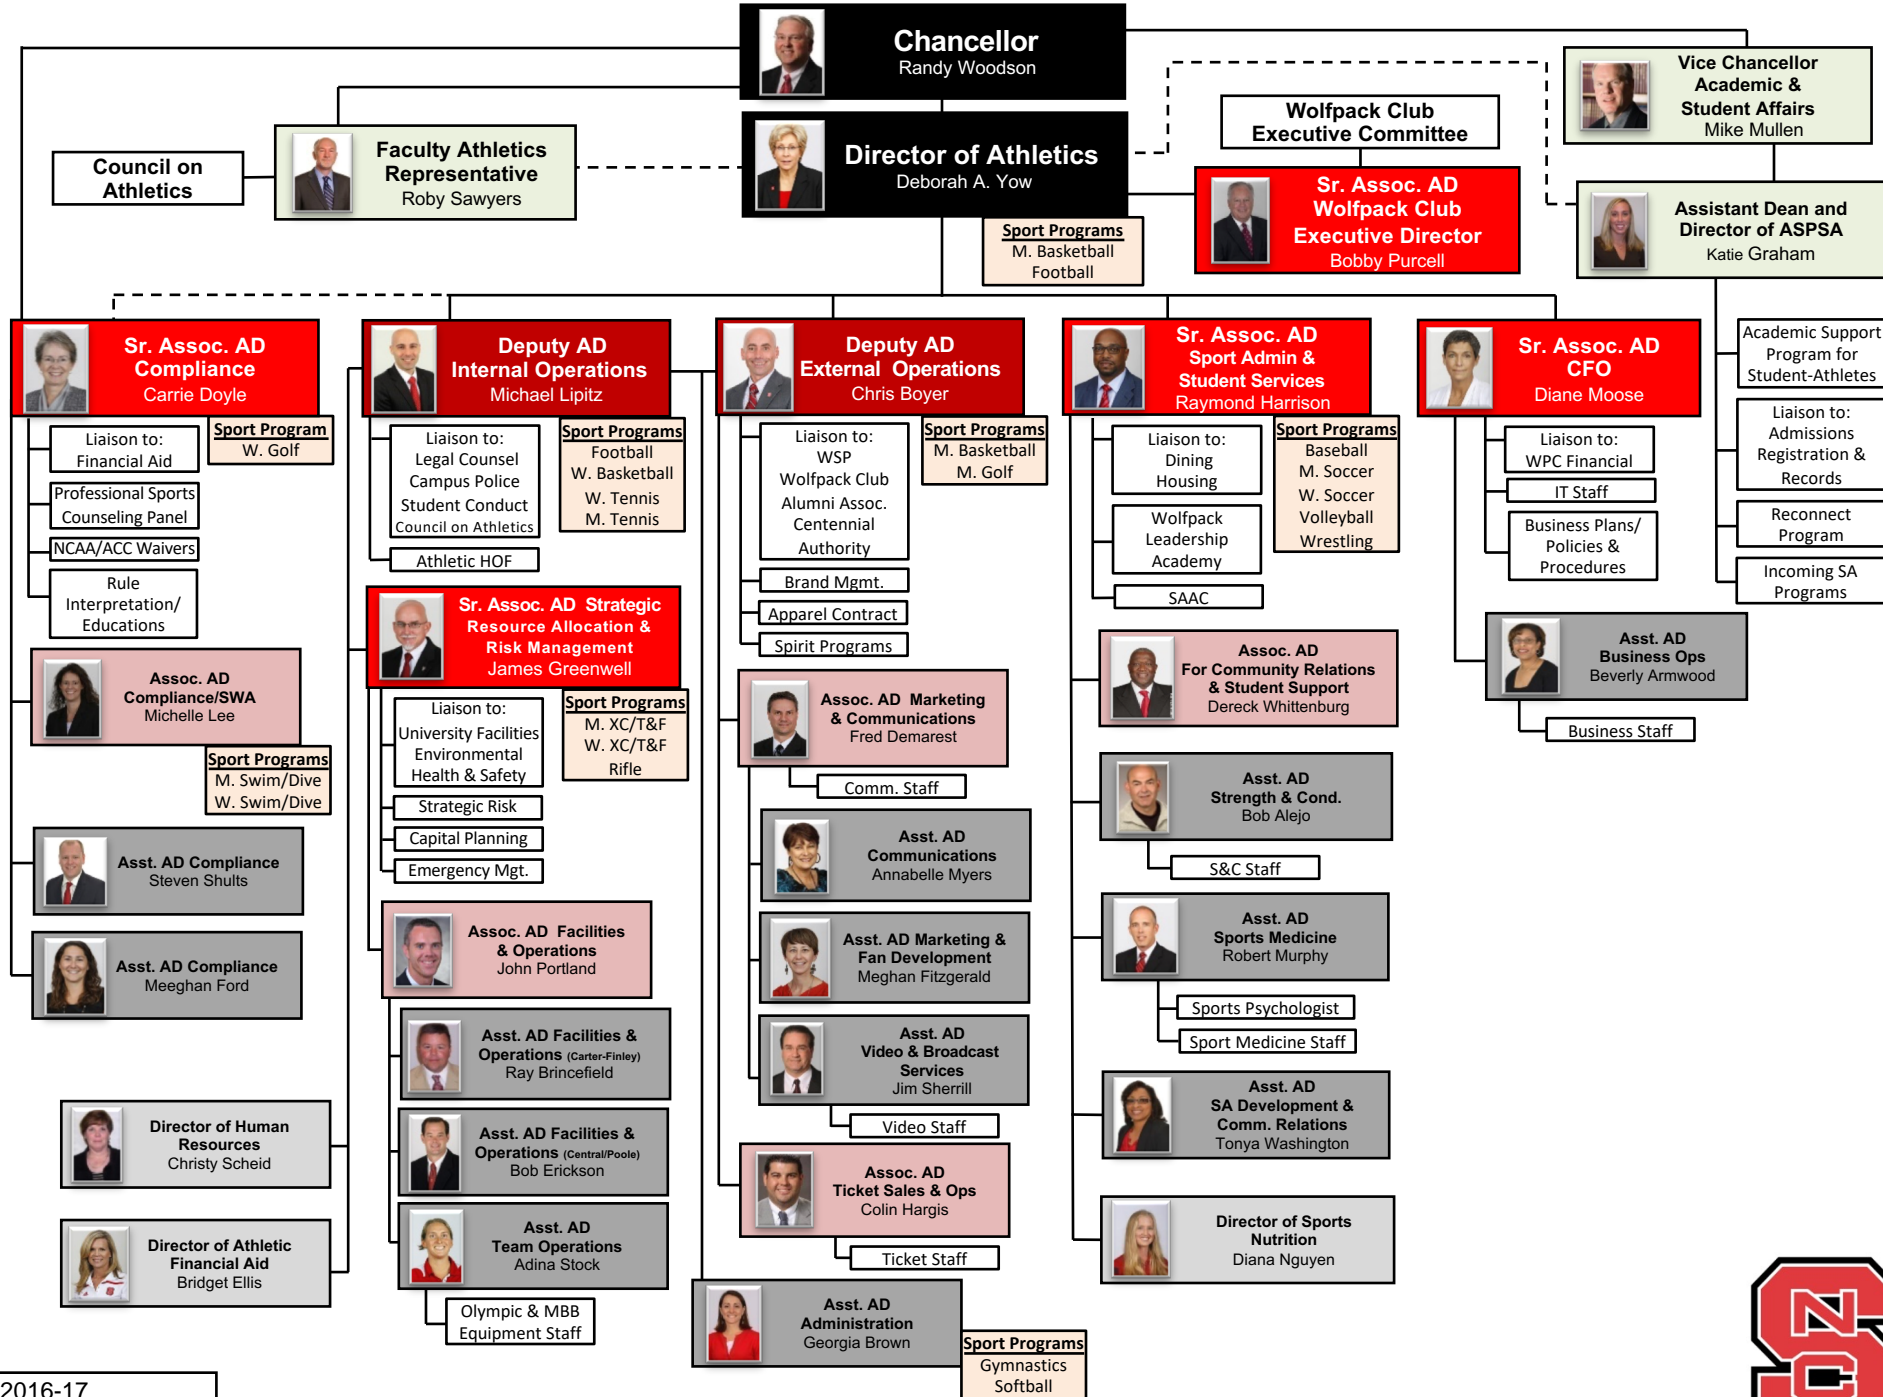 Chancellor
Randy Woodson
Vice Chancellor
Academic &
Student Affairs
Mike Mullen
Wolfpack Club
Executive Committee
Director of Athletics
Deborah A. Yow
Faculty Athletics
Representative
Roby Sawyers
Council on
Athletics
Sr. Assoc. AD
Wolfpack Club
Executive Director
Bobby Purcell
Assistant Dean and
Director of ASPSA
Katie Graham
Sport Programs
M. Basketball
Football
Sr. Assoc. AD
Compliance
Carrie Doyle
Sport Program
W. Golf
Liaison to:
Financial Aid
Professional Sports
Counseling Panel
NCAA/ACC Waivers
Rule
Interpretation/
Educations
Assoc. AD
Compliance/SWA
Michelle Lee
Sport Programs
M. Swim/Dive
W. Swim/Dive
Asst. AD Compliance
Steven Shults
Asst. AD Compliance
Meeghan Ford
Director of Human
Resources
Christy Scheid
Director of Athletic
Financial Aid
Bridget Ellis
Deputy AD
Internal Operations
Michael Lipitz
Sport Programs
Football
W. Basketball
W. Tennis
M. Tennis
Liaison to:
Legal Counsel
Campus Police
Student Conduct
Council on Athletics
Athletic HOF
Sr. Assoc. AD Strategic
Resource Allocation &
Risk Management
James Greenwell
Sport Programs
M. XC/T&F
W. XC/T&F
Rifle
Liaison to:
University Facilities
Environmental
Health & Safety
Strategic Risk
Capital Planning
Emergency Mgt.
Assoc. AD Facilities
& Operations
John Portland
Asst. AD Facilities &
Operations (Carter-Finley)
Ray Brincefield
Asst. AD Facilities &
Operations (Central/Poole)
Bob Erickson
Asst. AD
Team Operations
Adina Stock
Olympic & MBB
Equipment Staff
Deputy AD
External Operations
Chris Boyer
Sport Programs
M. Basketball
M. Golf
Liaison to:
WSP
Wolfpack Club
Alumni Assoc.
Centennial
Authority
Brand Mgmt.
Apparel Contract
Spirit Programs
Assoc. AD Marketing
& Communications
Fred Demarest
Comm. Staff
Asst. AD
Communications
Annabelle Myers
Asst. AD Marketing &
Fan Development
Meghan Fitzgerald
Asst. AD
Video & Broadcast
Services
Jim Sherrill
Video Staff
Assoc. AD
Ticket Sales & Ops
Colin Hargis
Ticket Staff
Asst. AD
Administration
Georgia Brown
Sport Programs
Gymnastics
Softball
Sr. Assoc. AD
Sport Admin &
Student Services
Raymond Harrison
Sport Programs
Baseball
M. Soccer
W. Soccer
Volleyball
Wrestling
Liaison to:
Dining
Housing
Wolfpack
Leadership
Academy
SAAC
Assoc. AD
For Community Relations
& Student Support
Dereck Whittenburg
Asst. AD
Strength & Cond.
Bob Alejo
S&C Staff
Asst. AD
Sports Medicine
Robert Murphy
Sports Psychologist
Sport Medicine Staff
Asst. AD
SA Development &
Comm. Relations
Tonya Washington
Director of Sports
Nutrition
Diana Nguyen
Sr. Assoc. AD
CFO
Diane Moose
Liaison to:
WPC Financial
IT Staff
Business Plans/
Policies &
Procedures
Asst. AD
Business Ops
Beverly Armwood
Business Staff
Academic Support
Program for
Student-Athletes
Liaison to:
Admissions
Registration &
Records
Reconnect
Program
Incoming SA
Programs
2016-17
NSC